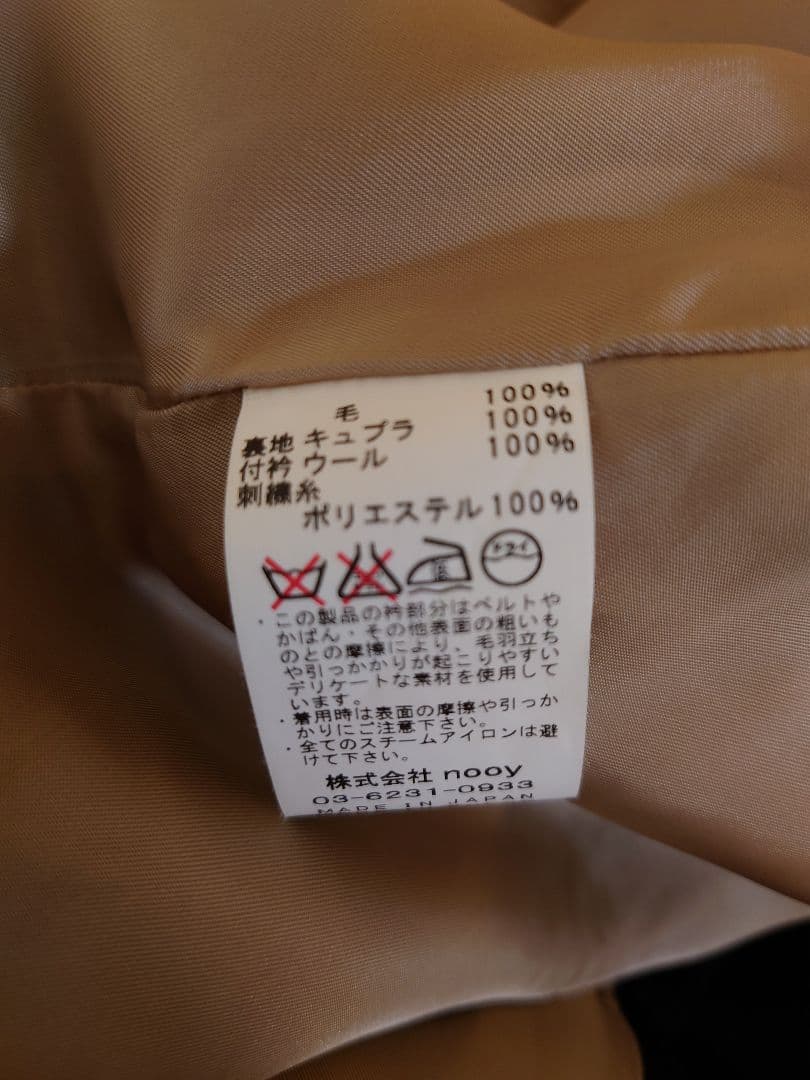 毛 100%
裏地 キュプラ 100%
付衿 ウール 100%
刺繍糸
ポリエステル 100%
ドライ
・この製品の衿部分はベルトや
かばん・その他表面の粗いも
のとの摩擦により、毛羽立ち
や引っかかりが起こりやすい
デリケートな素材を使用して
います。
・着用時は表面の摩擦や引っか
かりにご注意下さい。
・全てのスチームアイロンは避
けて下さい。
株式会社 nooy
03-6231-0933
MADE IN JAPAN